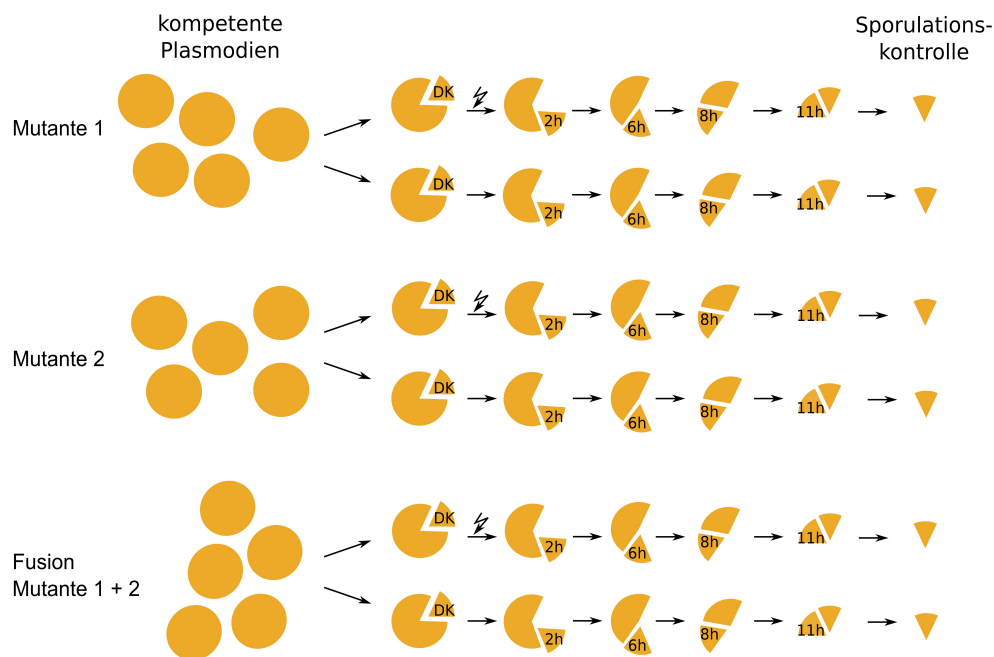 kompetente
Plasmodien
Sporulations-
kontrolle
Mutante 1
DK 2h 6h 8h 11h
DK 2h 6h 8h 11h
Mutante 2
DK 2h 6h 8h 11h
DK 2h 6h 8h 11h
Fusion
Mutante 1 + 2
DK 2h 6h 8h 11h
DK 2h 6h 8h 11h